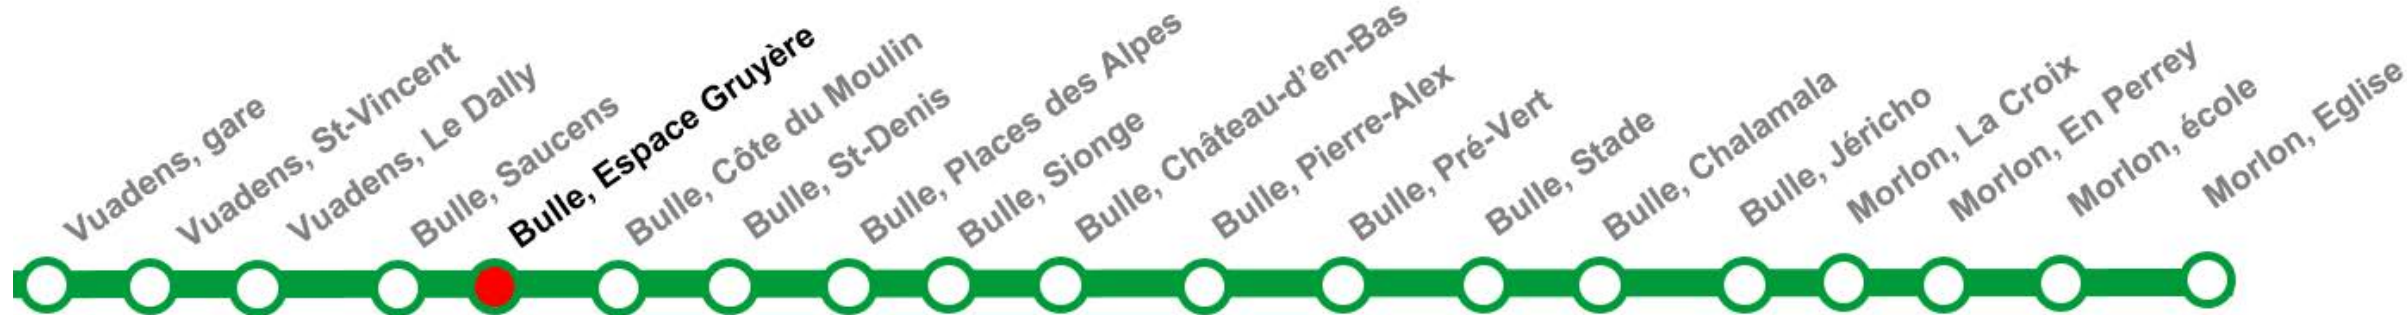 Vuadens, gare
Vuadens, St-Vincent
Vuadens, Le Dally
Bulle, Saucens
Bulle, Espace Gruyère
Bulle, Côte du Moulin
Bulle, St-Denis
Bulle, Places des Alpes
Bulle, Sionge
Bulle, Château-d’en-Bas
Bulle, Pierre-Alex
Bulle, Pré-Vert
Bulle, Stade
Bulle, Chalamala
Bulle, Jéricho
Morlon, La Croix
Morlon, En Perrey
Morlon, école
Morlon, Eglise